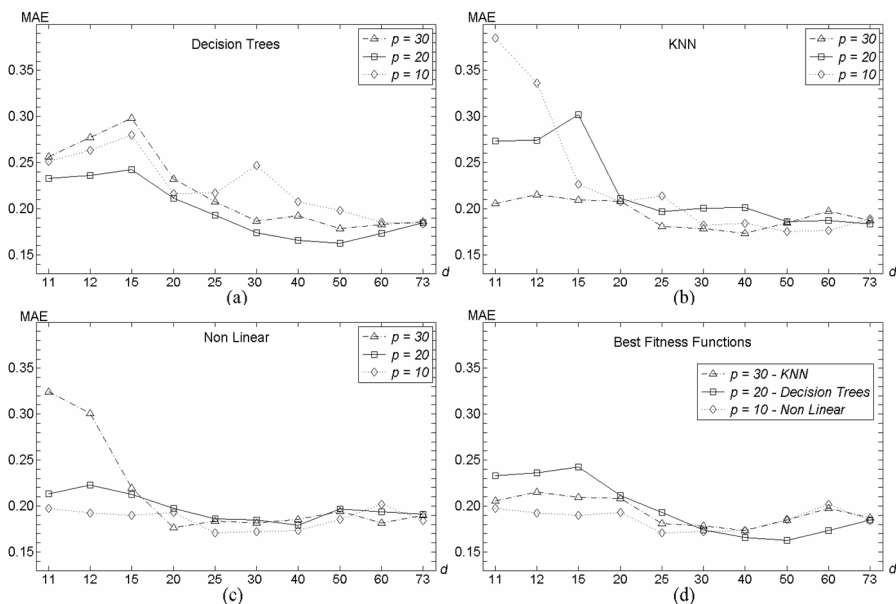 MAE
Decision Trees
p = 30
p = 20
p = 10
0.35
0.30
0.25
0.20
0.15
11 12 15 20 25 30 40 50 60 73 d
(a)
MAE
KNN
p = 30
p = 20
p = 10
0.35
0.30
0.25
0.20
0.15
11 12 15 20 25 30 40 50 60 73 d
(b)
MAE
Non Linear
p = 30
p = 20
p = 10
0.35
0.30
0.25
0.20
0.15
11 12 15 20 25 30 40 50 60 73 d
(c)
MAE
Best Fitness Functions
p = 30 - KNN
p = 20 - Decision Trees
p = 10 - Non Linear
0.35
0.30
0.25
0.20
0.15
11 12 15 20 25 30 40 50 60 73 d
(d)